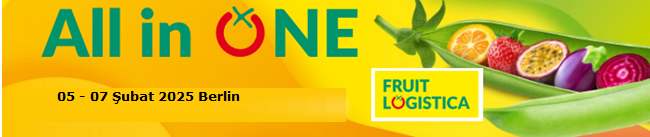 All in ONE
05 - 07 Şubat 2025 Berlin
FRUIT
LOGISTICA